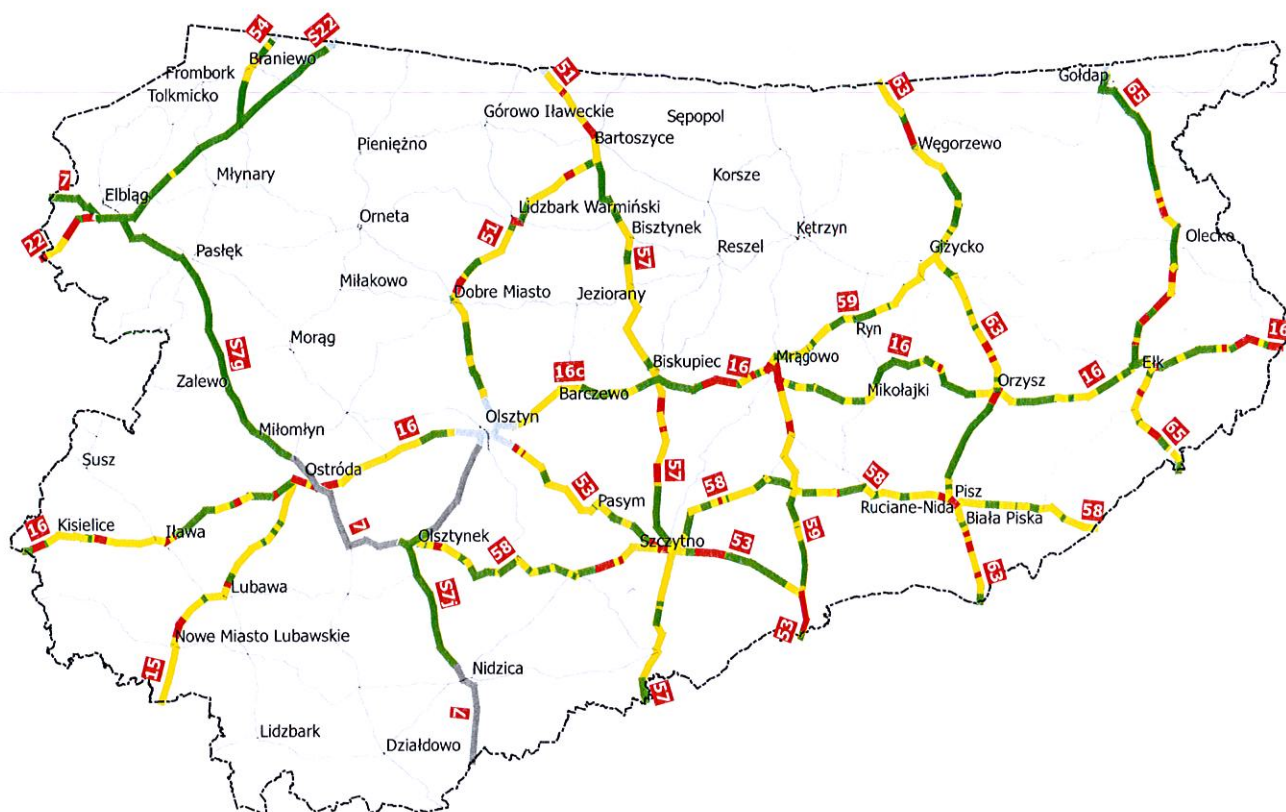 54
S22
Braniewo
Frombork
Tolkmicko
51
63
Gołdap
65
Górowo Iławeckie
Sępopol
Bartoszyce
Węgorzewo
Pieniężno
Młynary
Korsze
7
Elbląg
Orneta
Lidzbark Warmiński
Bisztynek
Kętrzyn
Olecko
22
Pasłęk
51
57
Reszel
Giżycko
Miłakowo
Dobre Miasto
Jeziorany
59
Ryn
63
16
Morąg
S7g
Zalewo
16c
Biskupiec
16
Mrągowo
16
Ełk
Barczewo
Mikołajki
16
Orzysz
Olsztyn
Miłomłyn
16
Susz
Ostróda
65
57
53
Pasym
58
58
Ruciane-Nida
Pisz
Biała Piska
58
16
Kisielice
Iława
7
Olsztynek
58
Szczytno
53
59
63
Lubawa
S7j
Nowe Miasto Lubawskie
53
15
Nidzica
57
7
Lidzbark
Działdowo